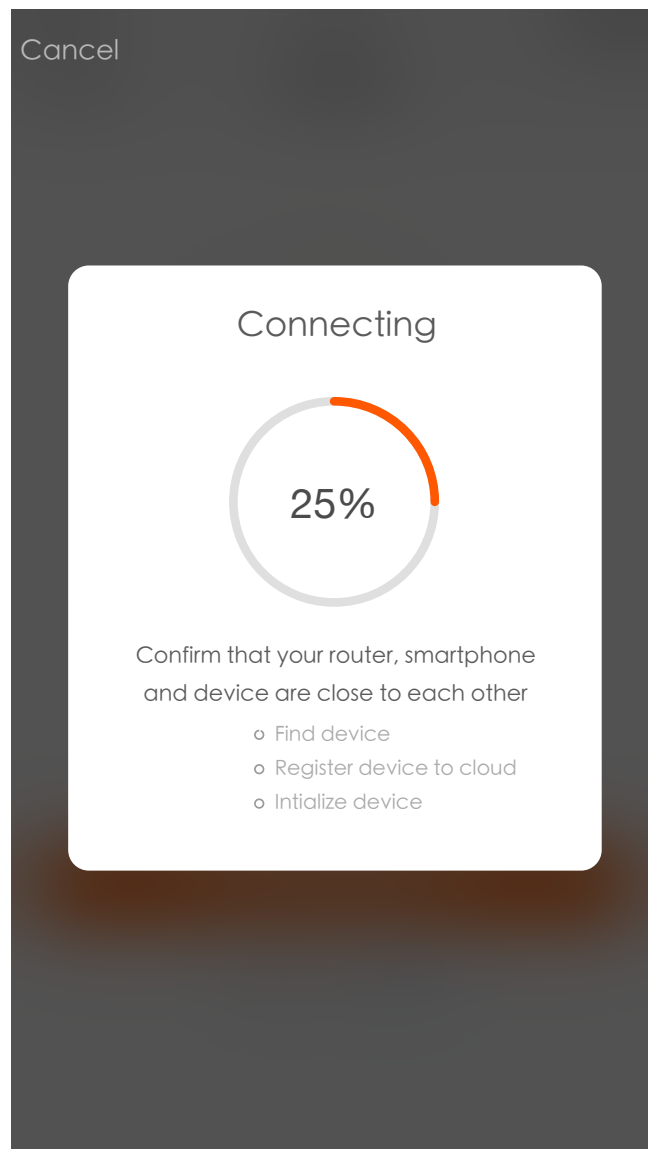 Cancel
Connecting
25%
Confirm that your router, smartphone
and device are close to each other
Find device
Register device to cloud
Intialize device